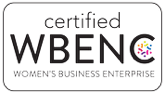 certified
WBENC
WOMEN'S BUSINESS ENTERPRISE